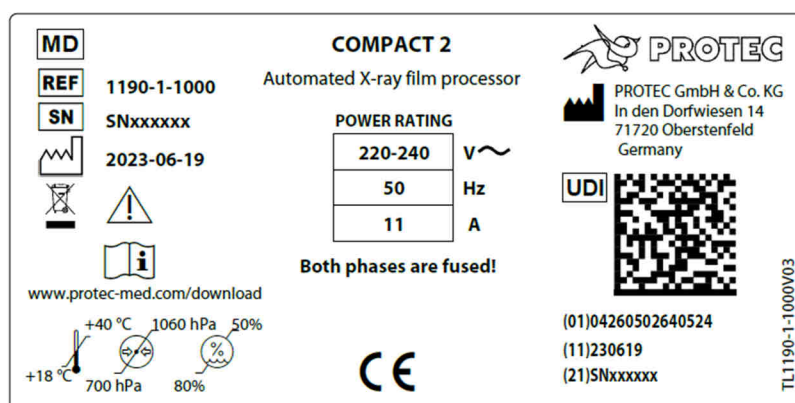 MD
REF 1190-1-1000
SN SNxxxxxx
2023-06-19
www.protec-med.com/download
+40 °C
+18 °C
1060 hPa
700 hPa
50%
%
80%
COMPACT 2
Automated X-ray film processor
POWER RATING
220-240 V
50 Hz
11 A
Both phases are fused!
CE
PROTEC
PROTEC GmbH & Co. KG
In den Dorfwiesen 14
71720 Oberstenfeld
Germany
UDI
(01)04260502640524
(11)230619
(21)SNxxxxxx
TL1190-1-1000V03